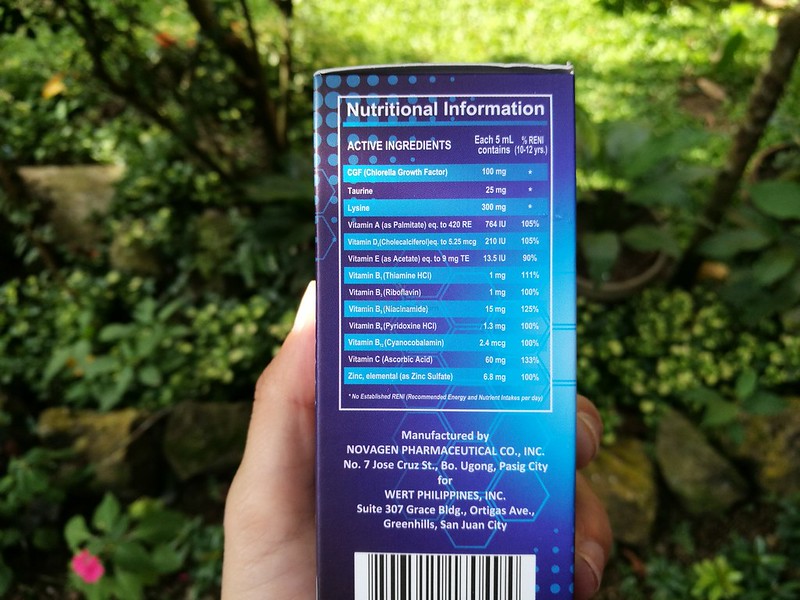 Nutritional Information
ACTIVE INGREDIENTS Each 5 mL contains % RENI (10-12 yrs.)
CGF (Chlorella Growth Factor) 100 mg *
Taurine 25 mg *
Lysine 300 mg *
Vitamin A (as Palmitate) eq. to 420 RE 764 IU 105%
Vitamin D₃(Cholecalciferol)eq. to 5.25 mcg 210 IU 105%
Vitamin E (as Acetate) eq. to 9 mg TE 13.5 IU 90%
Vitamin B₁ (Thiamine HCl) 1 mg 111%
Vitamin B₂ (Riboflavin) 1 mg 100%
Vitamin B₃ (Niacinamide) 15 mg 125%
Vitamin B₆ (Pyridoxine HCl) 1.3 mg 100%
Vitamin B₁₂ (Cyanocobalamin) 2.4 mcg 100%
Vitamin C (Ascorbic Acid) 60 mg 133%
Zinc, elemental (as Zinc Sulfate) 6.8 mg 100%
* No Established RENI (Recommended Energy and Nutrient Intakes per day)
Manufactured by
NOVAGEN PHARMACEUTICAL CO., INC.
No. 7 Jose Cruz St., Bo. Ugong, Pasig City
for
WERT PHILIPPINES, INC.
Suite 307 Grace Bldg., Ortigas Ave.,
Greenhills, San Juan City